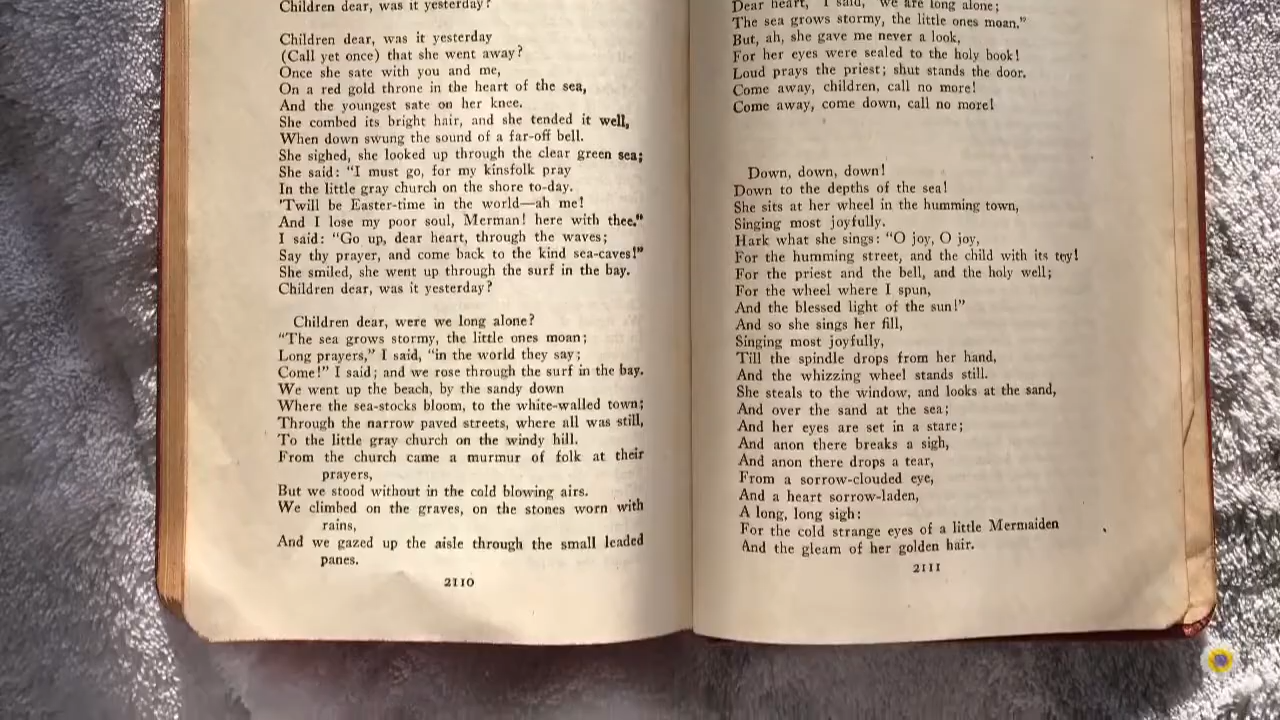 Children dear, was it yesterday?
Children dear, was it yesterday
(Call yet once) that she went away?
Once she sate with you and me,
On a red gold throne in the heart of the sea,
And the youngest sate on her knee.
She combed its bright hair, and she tended it well,
When down swung the sound of a far-off bell.
She sighed, she looked up through the clear green sea;
She said: "I must go, for my kinsfolk pray
In the little gray church on the shore to-day.
'Twill be Easter-time in the world—ah me!
And I lose my poor soul, Merman! here with thee."
I said: "Go up, dear heart, through the waves;
Say thy prayer, and come back to the kind sea-caves!"
She smiled, she went up through the surf in the bay.
Children dear, was it yesterday?
Children dear, were we long alone?
"The sea grows stormy, the little ones moan;
Long prayers," I said, "in the world they say;
Come!" I said; and we rose through the surf in the bay.
We went up the beach, by the sandy down
Where the sea-stocks bloom, to the white-walled town;
Through the narrow paved streets, where all was still,
To the little gray church on the windy hill.
From the church came a murmur of folk at their
prayers,
But we stood without in the cold blowing airs.
We climbed on the graves, on the stones worn with
rains,
And we gazed up the aisle through the small leaded
panes.
2110
Dear heart," I said, "we are long alone;
The sea grows stormy, the little ones moan."
But, ah, she gave me never a look,
For her eyes were sealed to the holy book!
Loud prays the priest; shut stands the door.
Come away, children, call no more!
Come away, come down, call no more!
Down, down, down!
Down to the depths of the sea!
She sits at her wheel in the humming town,
Singing most joyfully.
Hark what she sings: "O joy, O joy,
For the humming street, and the child with its toy!
For the priest and the bell, and the holy well;
For the wheel where I spun,
And the blessed light of the sun!"
And so she sings her fill,
Singing most joyfully,
Till the spindle drops from her hand,
And the whizzing wheel stands still.
She steals to the window, and looks at the sand,
And over the sand at the sea;
And her eyes are set in a stare;
And anon there breaks a sigh,
And anon there drops a tear,
From a sorrow-clouded eye,
And a heart sorrow-laden,
A long, long sigh:
For the cold strange eyes of a little Mermaiden
And the gleam of her golden hair.
2111